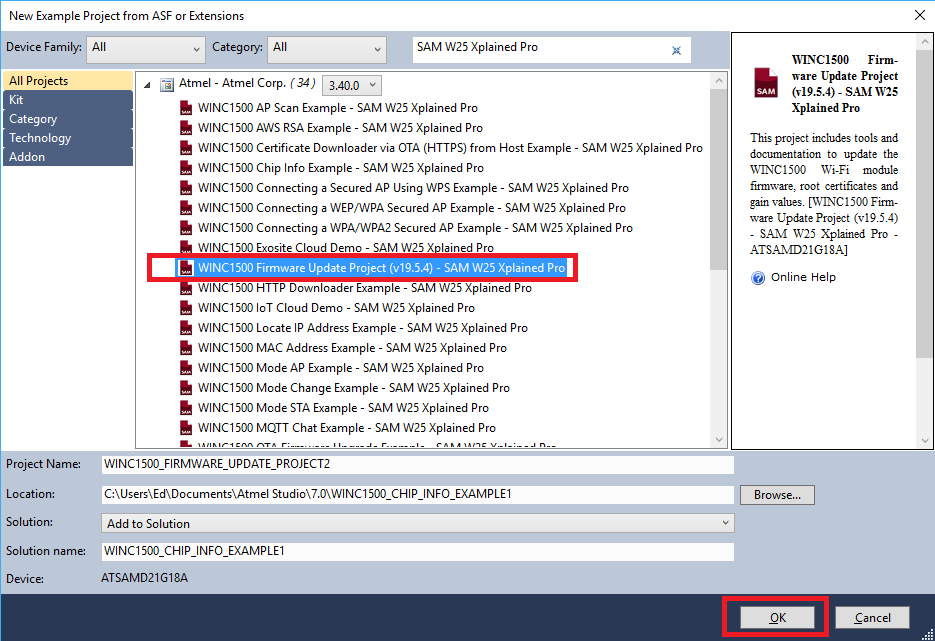 New Example Project from ASF or Extensions
Device Family: All Category: All SAM W25 Xplained Pro
All Projects
Kit
Category
Technology
Addon
Atmel - Atmel Corp. (34) 3.40.0
WINC1500 AP Scan Example - SAM W25 Xplained Pro
WINC1500 AWS RSA Example - SAM W25 Xplained Pro
WINC1500 Certificate Downloader via OTA (HTTPS) from Host Example - SAM W25 Xplained Pro
WINC1500 Chip Info Example - SAM W25 Xplained Pro
WINC1500 Connecting a Secured AP Using WPS Example - SAM W25 Xplained Pro
WINC1500 Connecting a WEP/WPA Secured AP Example - SAM W25 Xplained Pro
WINC1500 Connecting a WPA/WPA2 Secured AP Example - SAM W25 Xplained Pro
WINC1500 Exosite Cloud Demo - SAM W25 Xplained Pro
WINC1500 Firmware Update Project (v19.5.4) - SAM W25 Xplained Pro
WINC1500 HTTP Downloader Example - SAM W25 Xplained Pro
WINC1500 IoT Cloud Demo - SAM W25 Xplained Pro
WINC1500 Locate IP Address Example - SAM W25 Xplained Pro
WINC1500 MAC Address Example - SAM W25 Xplained Pro
WINC1500 Mode AP Example - SAM W25 Xplained Pro
WINC1500 Mode Change Example - SAM W25 Xplained Pro
WINC1500 Mode STA Example - SAM W25 Xplained Pro
WINC1500 MQTT Chat Example - SAM W25 Xplained Pro
WINC1500 OTA Firmware Upgrade Example - SAM W25 Xplained Pro
SAM
WINC1500 Firm-
ware Update Project
(v19.5.4) - SAM W25
Xplained Pro
This project includes tools and
documentation to update the
WINC1500 Wi-Fi module
firmware, root certificates and
gain values. [WINC1500 Firm-
ware Update Project (v19.5.4)
- SAM W25 Xplained Pro -
ATSAMD21G18A]
Online Help
Project Name: WINC1500_FIRMWARE_UPDATE_PROJECT2
Location: C:\Users\Ed\Documents\Atmel Studio\7.0\WINC1500_CHIP_INFO_EXAMPLE1 Browse...
Solution: Add to Solution
Solution name: WINC1500_CHIP_INFO_EXAMPLE1
Device: ATSAMD21G18A
OK Cancel